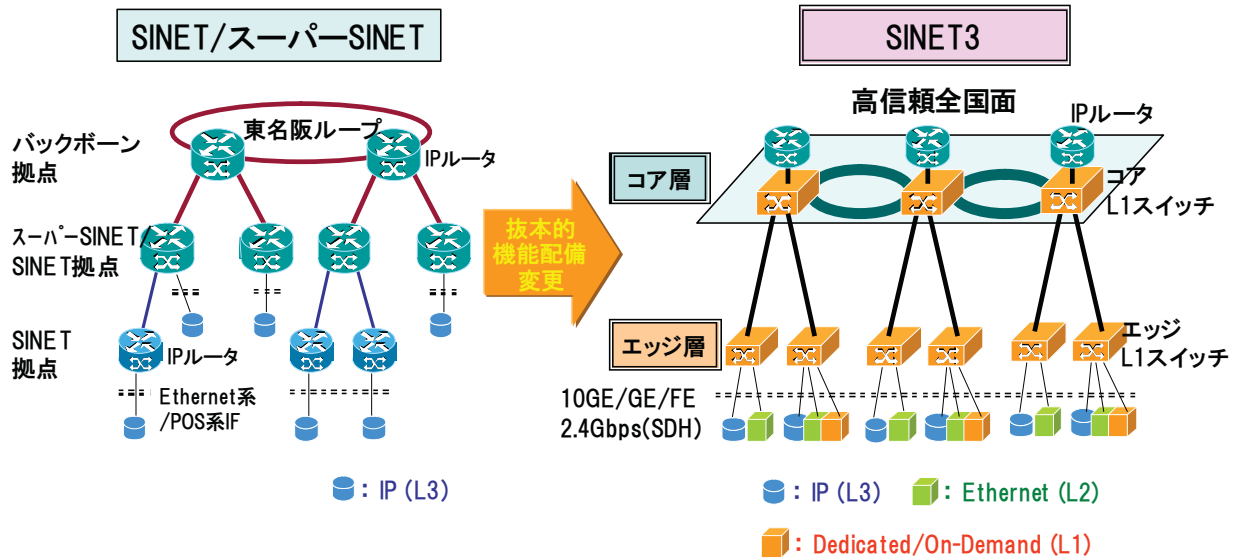 SINET/スーパーSINET
東名阪ループ
バックボーン
拠点
IPルータ
スーパーSINET/
SINET拠点
SINET
拠点
IPルータ
Ethernet系
/POS系IF
: IP (L3)
抜本的
機能配備
変更
SINET3
高信頼全国面
IPルータ
コア層
コア
L1スイッチ
エッジ層
エッジ
L1スイッチ
10GE/GE/FE
2.4Gbps(SDH)
: IP (L3)
: Ethernet (L2)
: Dedicated/On-Demand (L1)